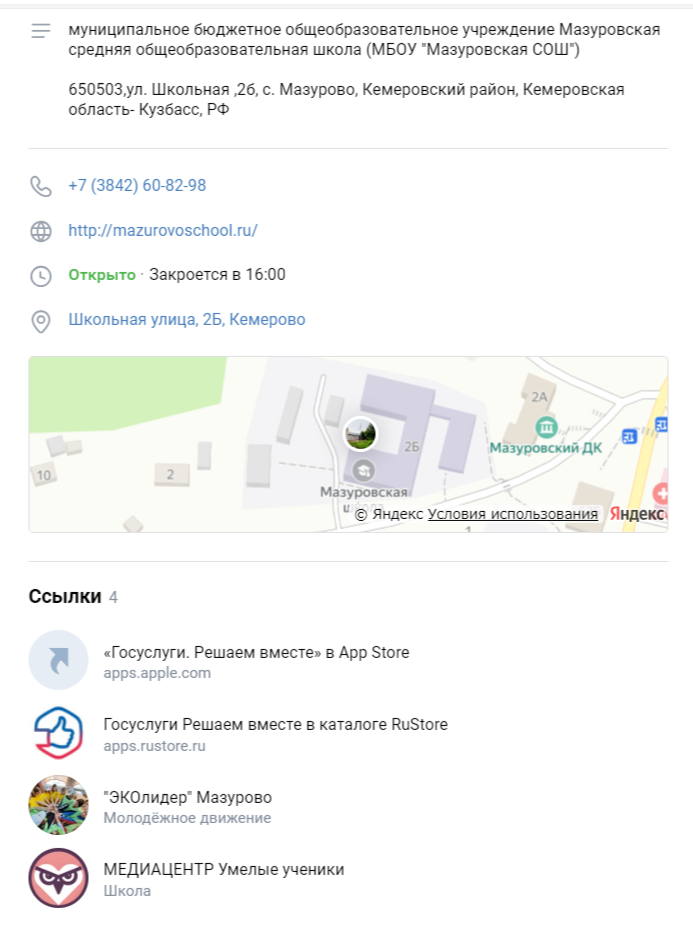 муниципальное бюджетное общеобразовательное учреждение Мазуровская
средняя общеобразовательная школа (МБОУ "Мазуровская СОШ")
650503,ул. Школьная ,2б, с. Мазурово, Кемеровский район, Кемеровская
область- Кузбасс, РФ
+7 (3842) 60-82-98
http://mazurovoschool.ru/
Открыто · Закроется в 16:00
Школьная улица, 2Б, Кемерово
2А
2Б
Мазуровский ДК
10
2
Мазуровская
© Яндекс Условия использования Яндекс
1
Ссылки 4
«Госуслуги. Решаем вместе» в App Store
apps.apple.com
Госуслуги Решаем вместе в каталоге RuStore
apps.rustore.ru
"ЭКОлидер" Мазурово
Молодёжное движение
МЕДИАЦЕНТР Умелые ученики
Школа